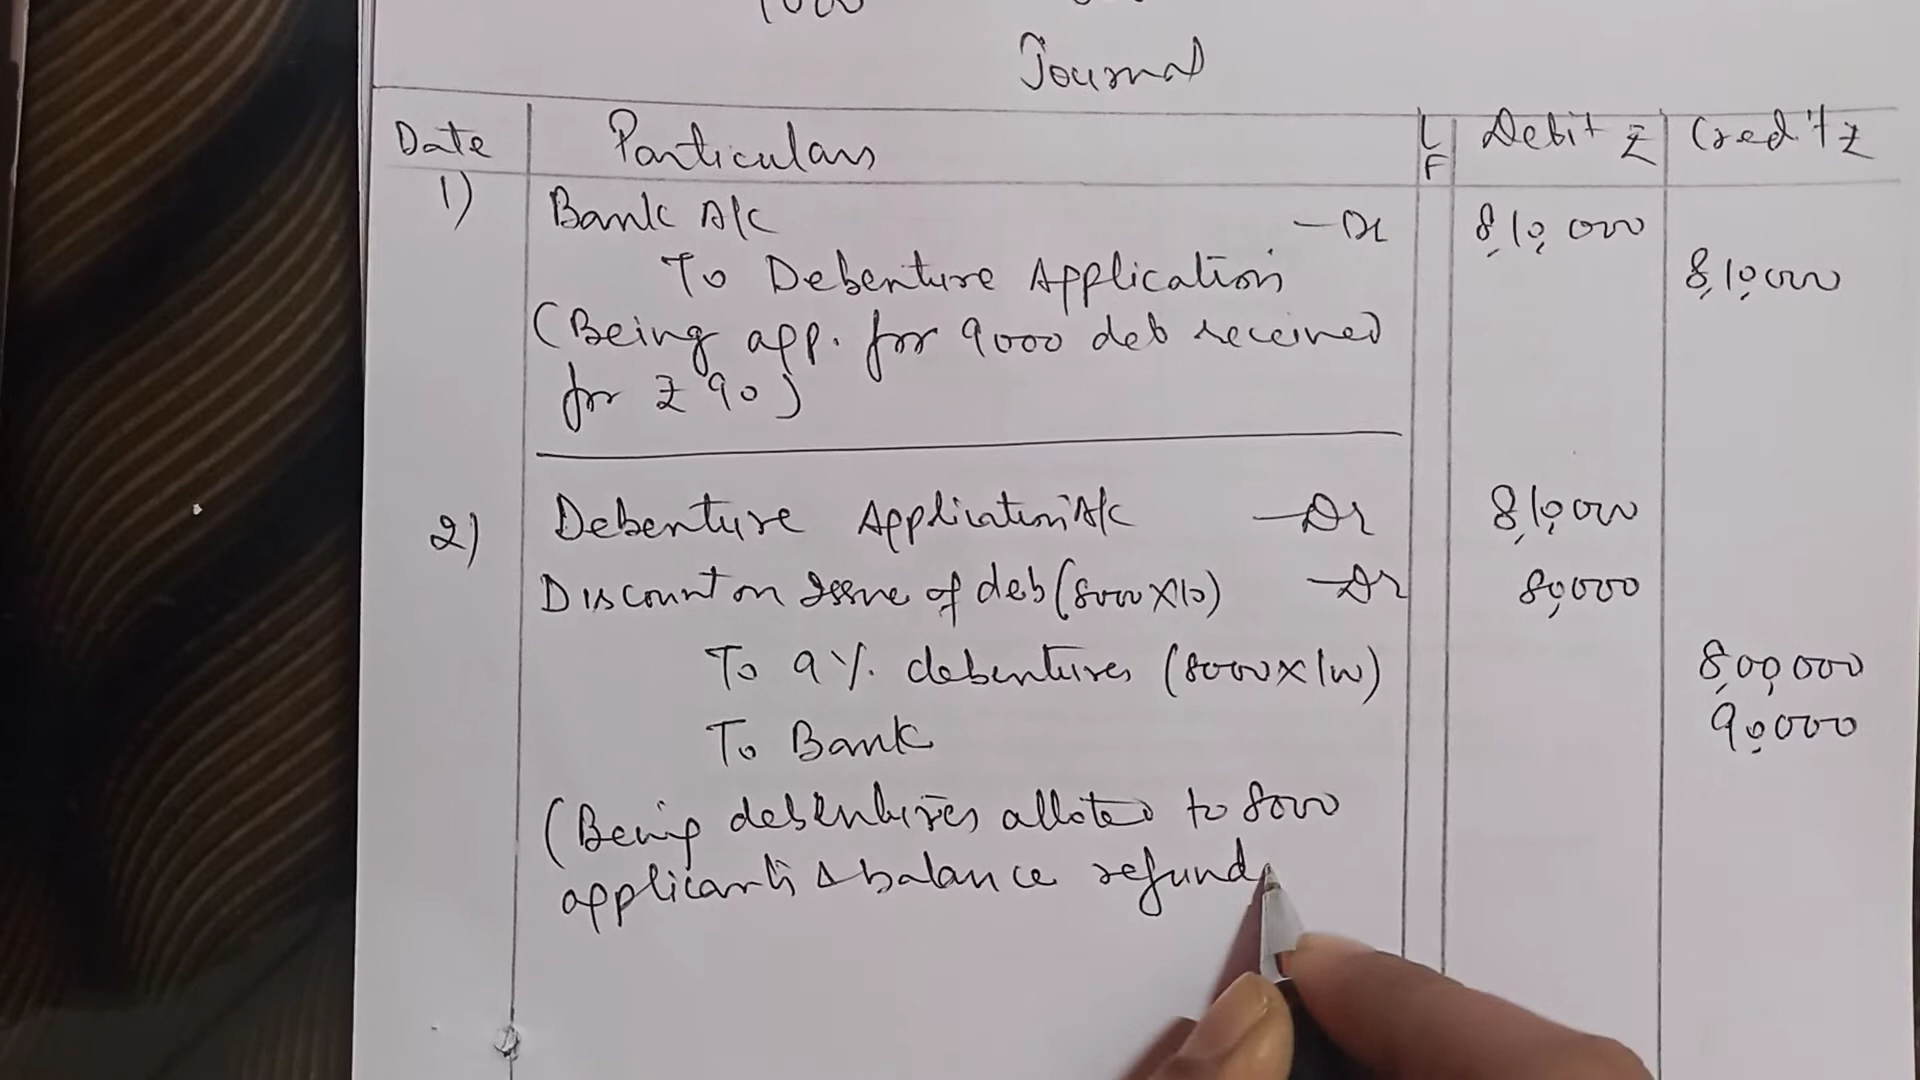 1000
Journal
Date Particulars L F Debit ₹ Credit ₹
1) Bank A/c —Dr 8,10,000
To Debenture Application 8,10,000
(Being app. for 9000 deb received
for ₹ 90)
2) Debenture Application A/c —Dr 8,10,000
Discount on Issue of deb (8000×10) —Dr 80,000
To 9%. debentures (8000×100) 8,00,000
To Bank 90,000
(Being debentures alloted to 8000
applicants & balance refund